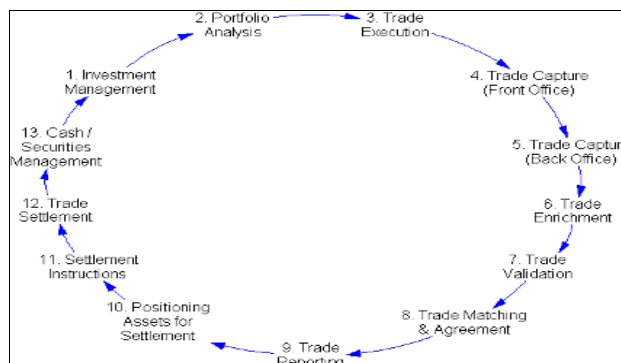 1. Investment
Management
2. Portfolio
Analysis
3. Trade
Execution
4. Trade Capture
(Front Office)
5. Trade Captur
(Back Office)
6. Trade
Enrichment
7. Trade
Validation
8. Trade Matching
& Agreement
9. Trade
Reporting
10. Positioning
Assets for
Settlement
11. Settlement
Instructions
12. Trade
Settlement
13. Cash /
Securities
Management